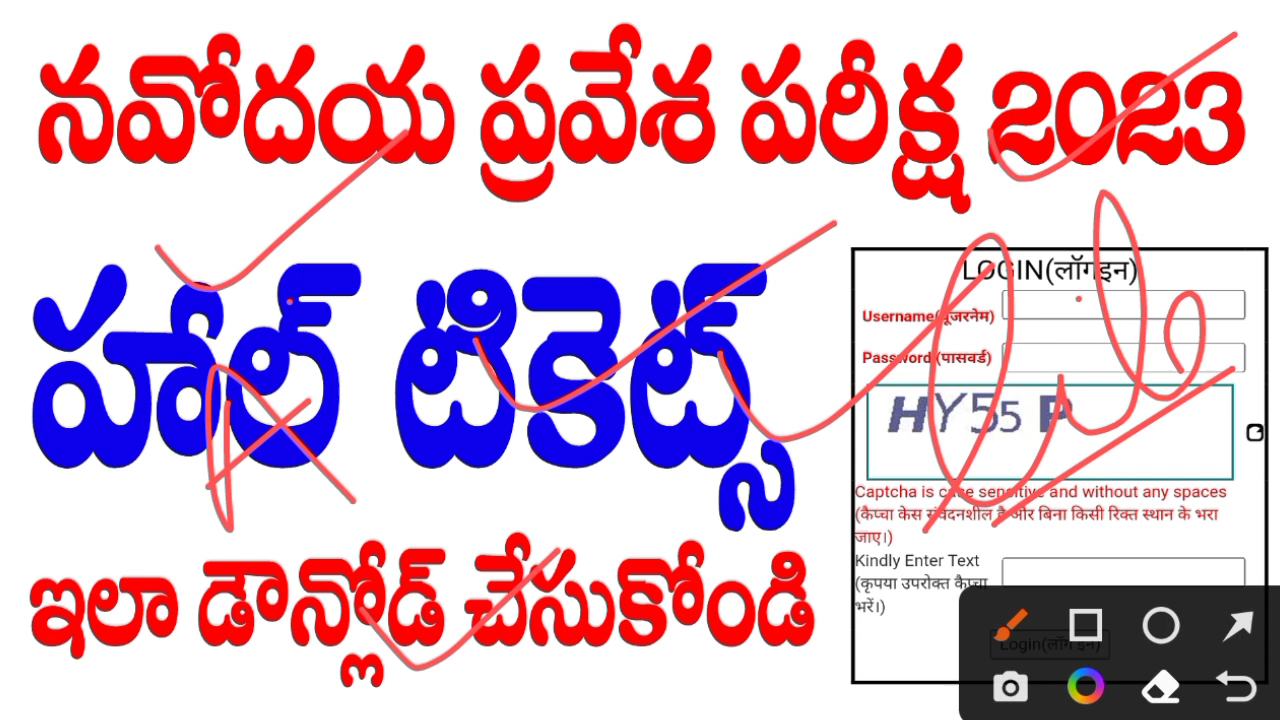 నవోదయ ప్రవేశ పరీక్ష 2023
హాల్ టికెట్స్
ఇలా డౌన్లోడ్ చేసుకోండి
LOGIN(लॉगइन)
Username(यूजरनेम)
Password (पासवर्ड)
HY55 P
Captcha is case sensitive and without any spaces
(कैप्चा केस संवेदनशील है और बिना किसी रिक्त स्थान के भरा
जाए।)
Kindly Enter Text
(कृपया उपरोक्त कैप्चा
भरें।)
Login(लॉग इन)